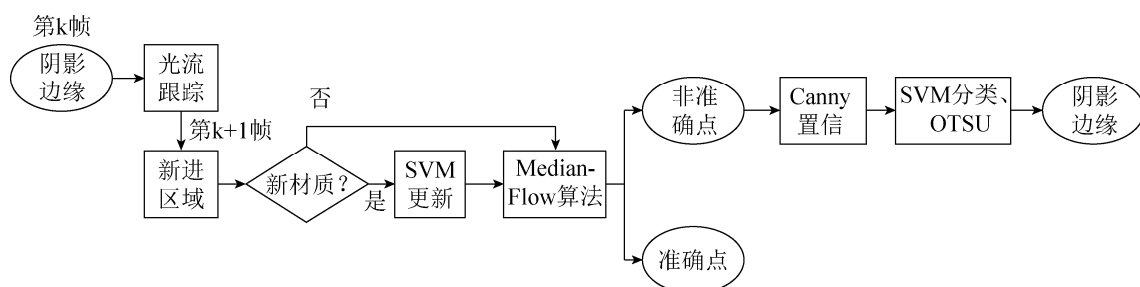 第k帧
阴影
边缘
光流
跟踪
第k+1帧
新进
区域
否
新材质?
是
SVM
更新
Median-
Flow算法
非准
确点
准确点
Canny
置信
SVM分类、
OTSU
阴影
边缘